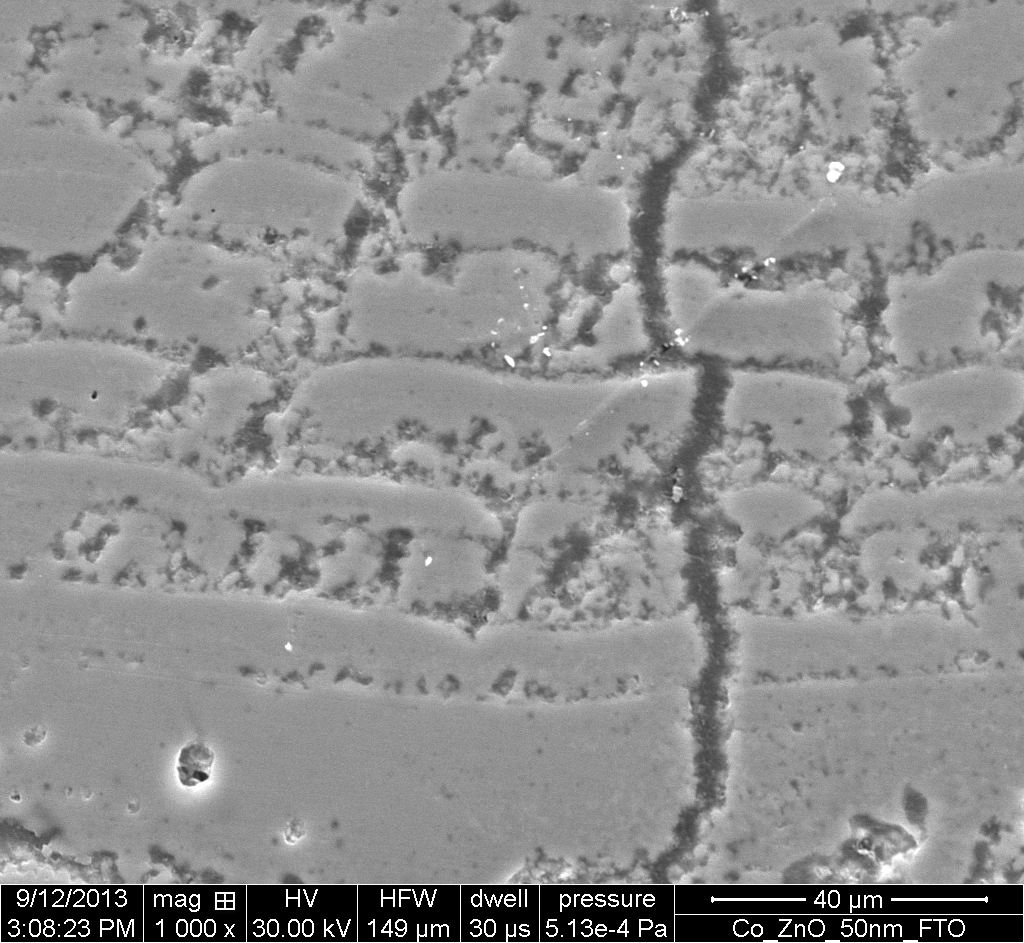 9/12/2013 mag HV HFW dwell pressure 40 µm
3:08:23 PM 1 000 x 30.00 kV 149 µm 30 µs 5.13e-4 Pa Co_ZnO_50nm_FTO